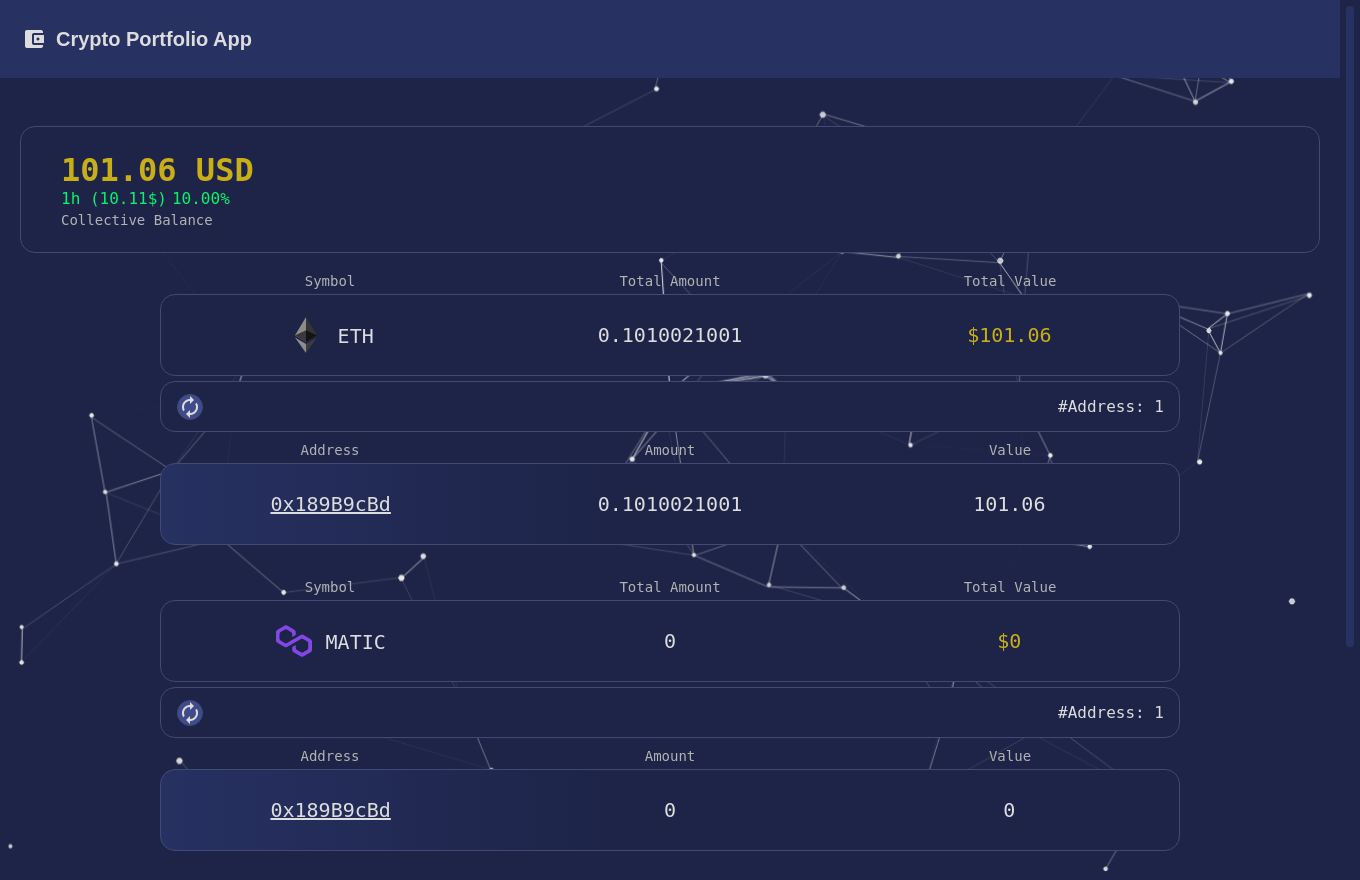 Crypto Portfolio App
101.06 USD
1h (10.11$) 10.00%
Collective Balance
Symbol Total Amount Total Value
ETH 0.1010021001 $101.06
#Address: 1
Address Amount Value
0x189B9cBd 0.1010021001 101.06
Symbol Total Amount Total Value
MATIC 0 $0
#Address: 1
Address Amount Value
0x189B9cBd 0 0